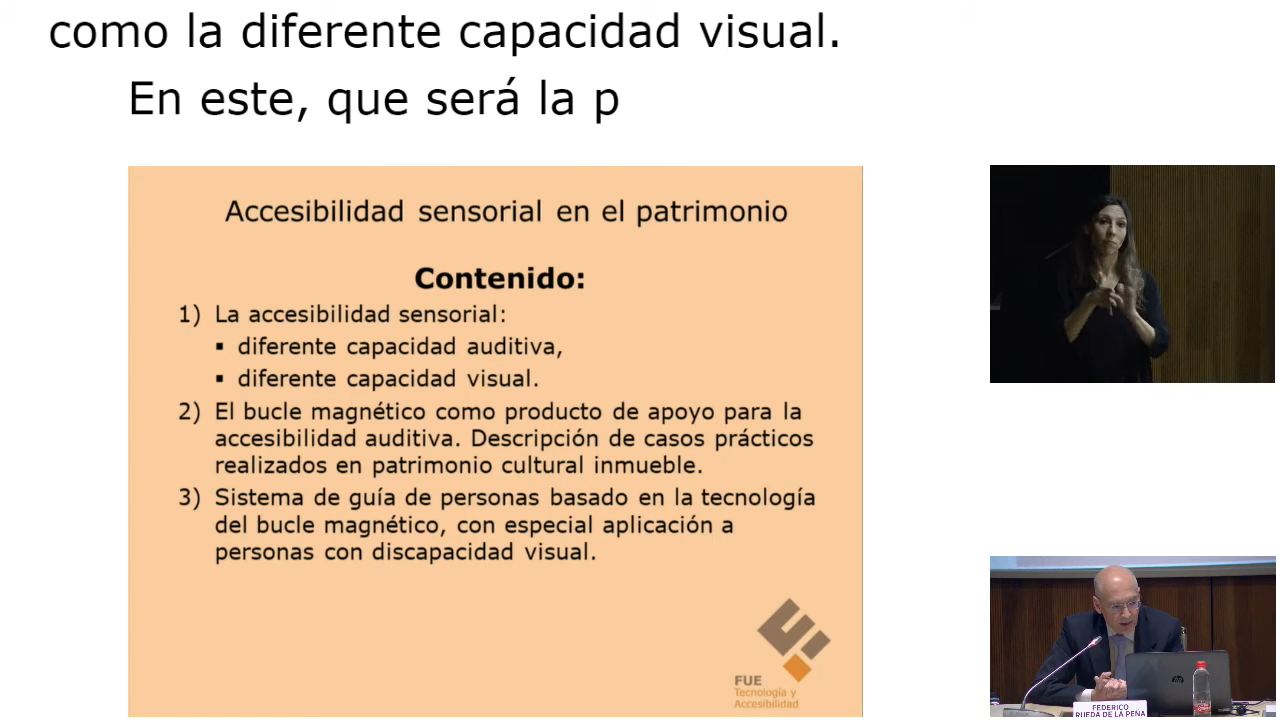 como la diferente capacidad visual.
En este, que será la p
Accesibilidad sensorial en el patrimonio
Contenido:
1) La accesibilidad sensorial:
▪ diferente capacidad auditiva,
▪ diferente capacidad visual.
2) El bucle magnético como producto de apoyo para la
accesibilidad auditiva. Descripción de casos prácticos
realizados en patrimonio cultural inmueble.
3) Sistema de guía de personas basado en la tecnología
del bucle magnético, con especial aplicación a
personas con discapacidad visual.
FUE
Tecnología y
Accesibilidad
hp
FEDERICO
RUEDA DE LA PEÑA